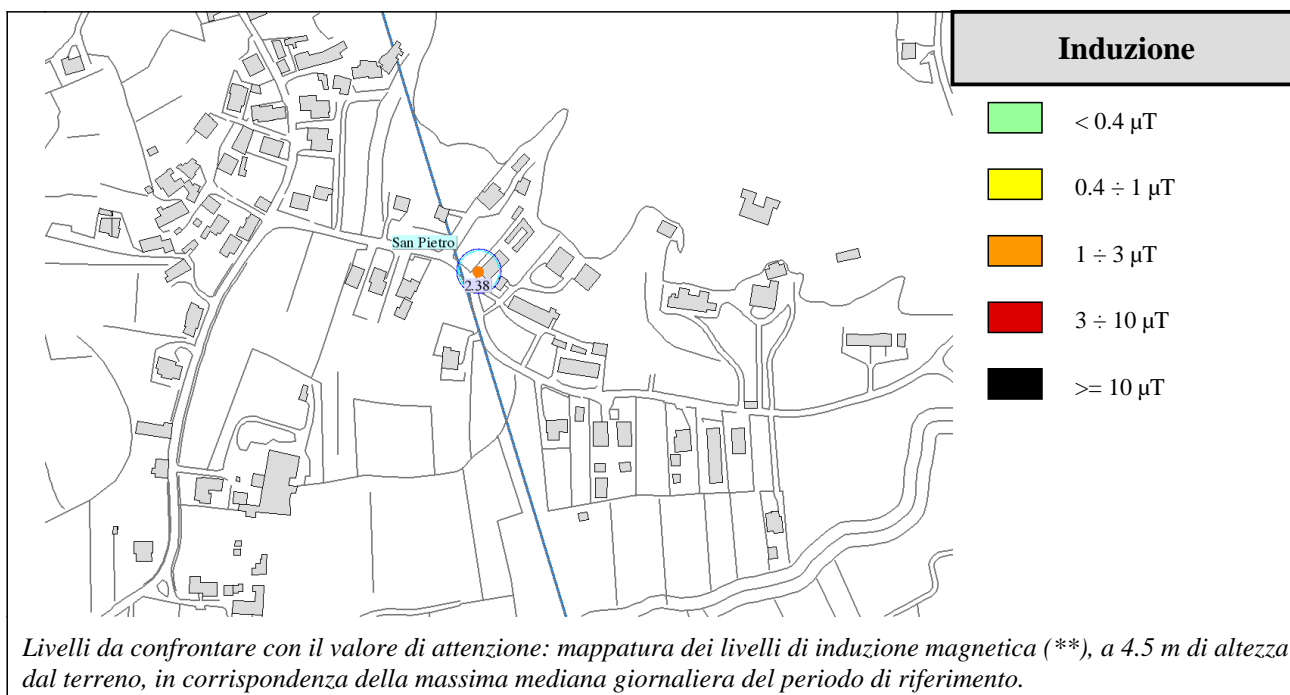 Induzione
< 0.4 µT
0.4 ÷ 1 µT
1 ÷ 3 µT
3 ÷ 10 µT
>= 10 µT
San Pietro
2.38
Livelli da confrontare con il valore di attenzione: mappatura dei livelli di induzione magnetica (**), a 4.5 m di altezza
dal terreno, in corrispondenza della massima mediana giornaliera del periodo di riferimento.